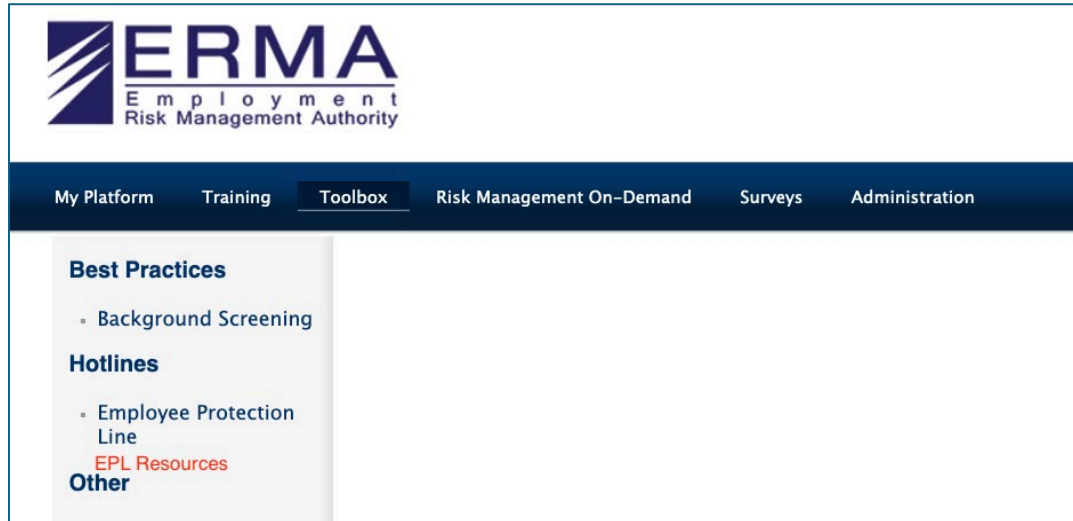 ERMA
Employment
Risk Management Authority
My Platform Training Toolbox Risk Management On-Demand Surveys Administration
Best Practices
Background Screening
Hotlines
Employee Protection
Line
EPL Resources
Other